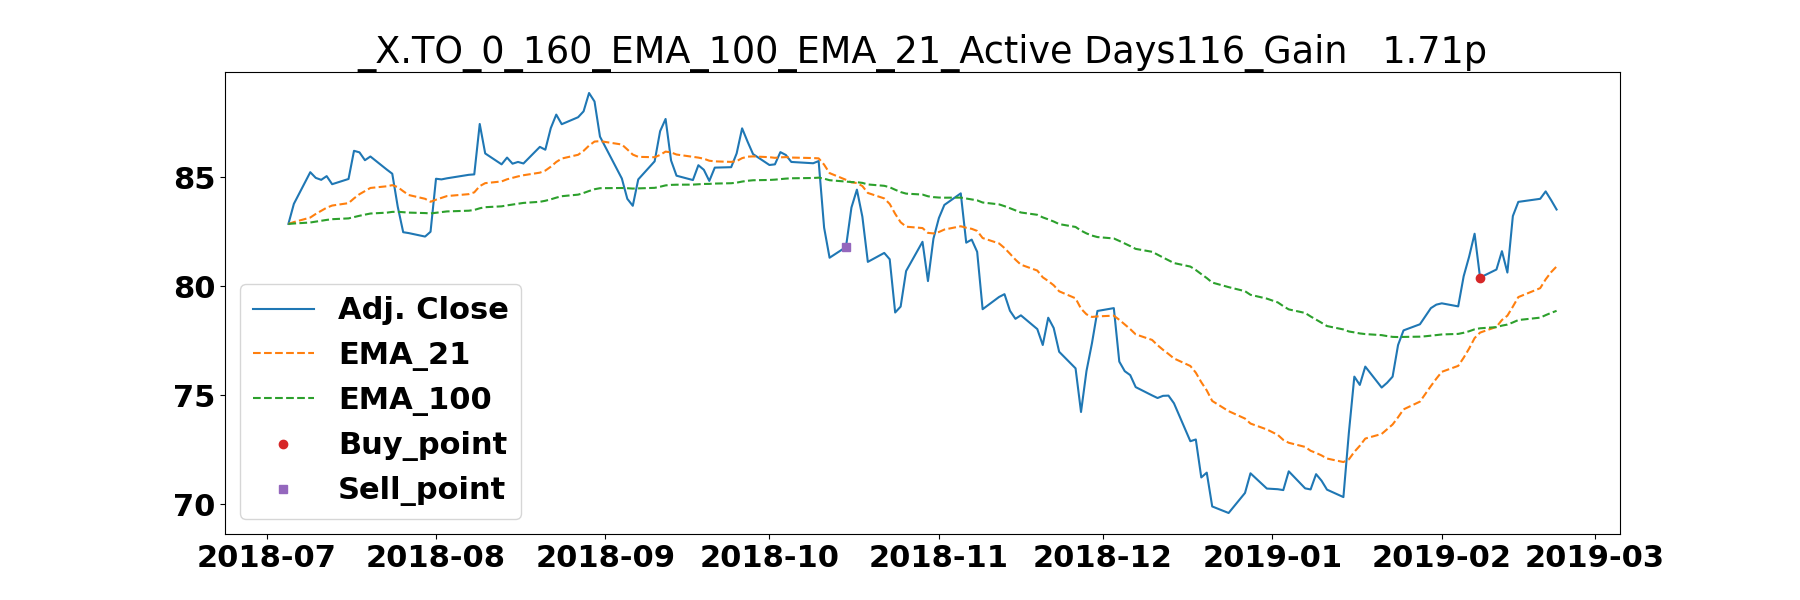 _X.TO_0_160_EMA_100_EMA_21_Active Days116_Gain   1.71p
85
80
75
70
Adj. Close
EMA_21
EMA_100
Buy_point
Sell_point
2018-07 2018-08 2018-09 2018-10 2018-11 2018-12 2019-01 2019-02 2019-03